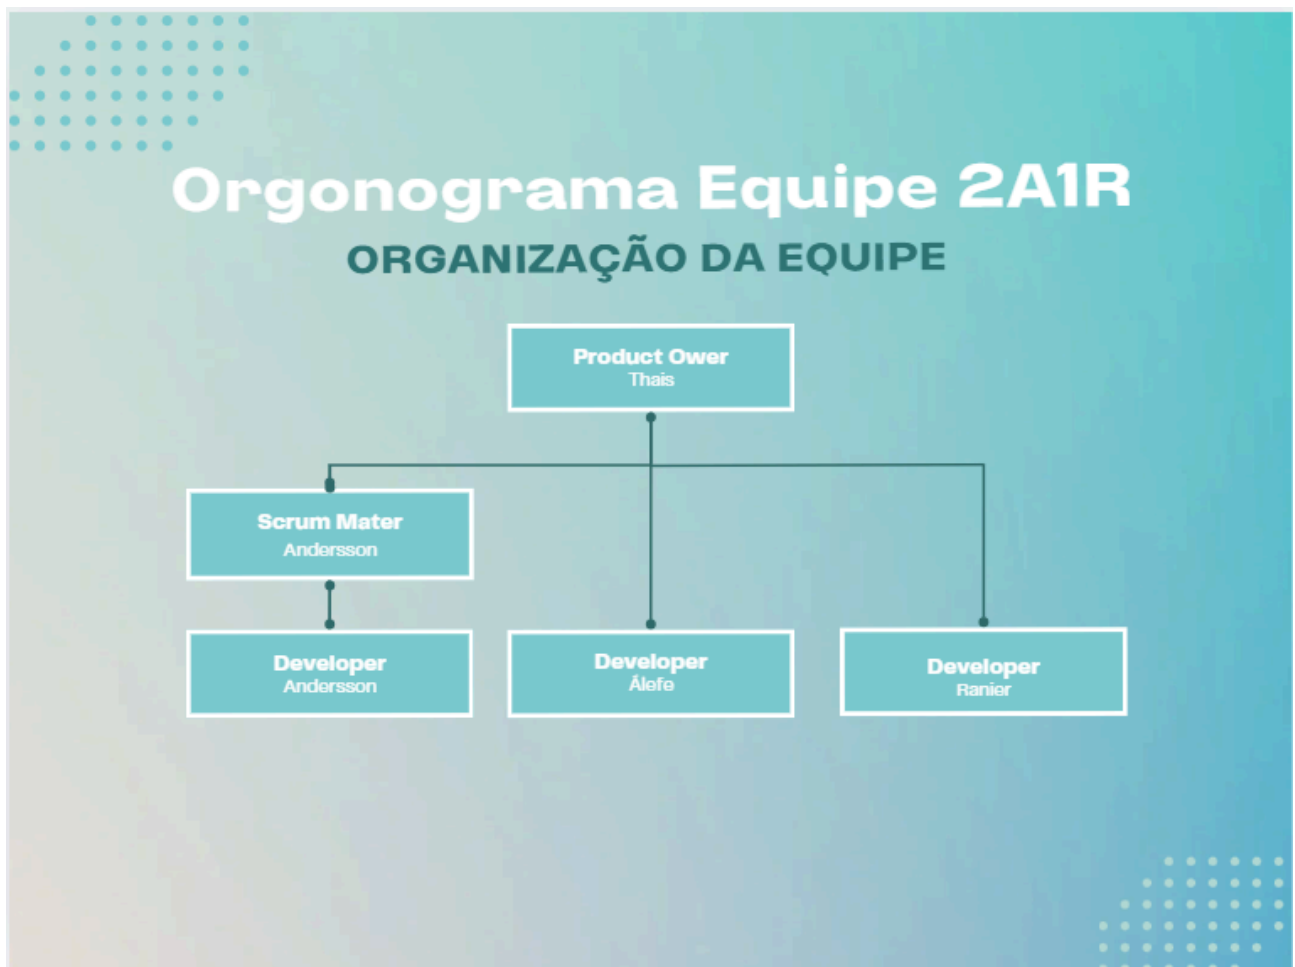 Orgonograma Equipe 2A1R
ORGANIZAÇÃO DA EQUIPE
Product Ower
Thais
Scrum Mater
Andersson
Developer
Andersson
Developer
Álefe
Developer
Ranier